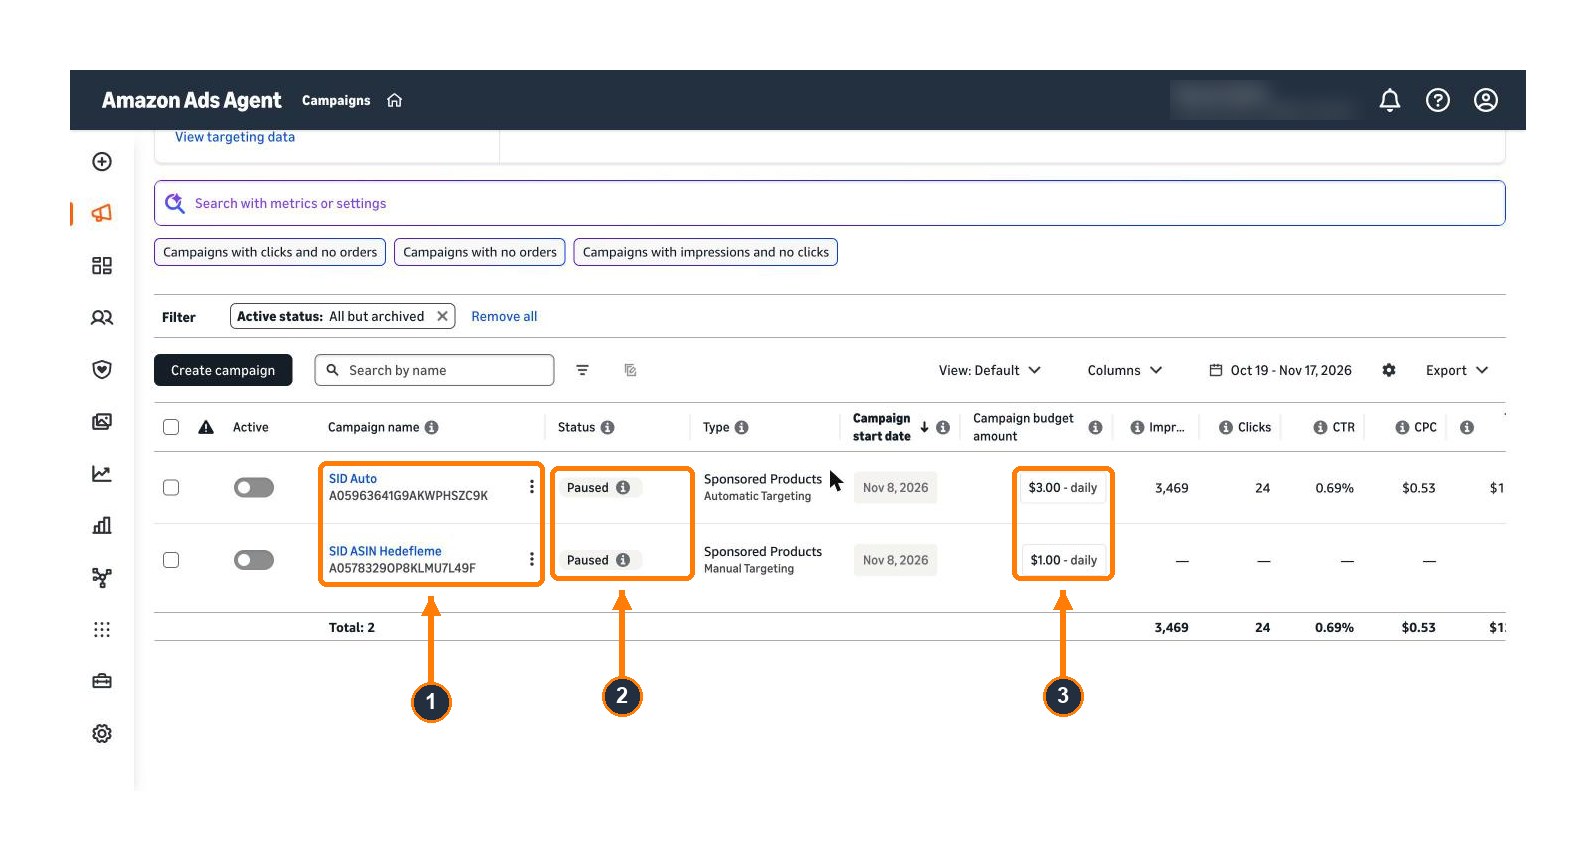 Amazon Ads Agent Campaigns
View targeting data
Search with metrics or settings
Campaigns with clicks and no orders Campaigns with no orders Campaigns with impressions and no clicks
Filter Active status: All but archived Remove all
Create campaign Search by name View: Default Columns Oct 19 - Nov 17, 2026 Export
Active Campaign name Status Type Campaign start date Campaign budget amount Impr... Clicks CTR CPC
SID Auto Paused Sponsored Products Nov 8, 2026 $3.00 - daily 3,469 24 0.69% $0.53 $1
A05963641G9AKWPHSZC9K Automatic Targeting
SID ASIN Hedefleme Paused Sponsored Products Nov 8, 2026 $1.00 - daily — — — —
A0578329OP8KLMU7L49F Manual Targeting
Total: 2 3,469 24 0.69% $0.53 $1
1 2 3